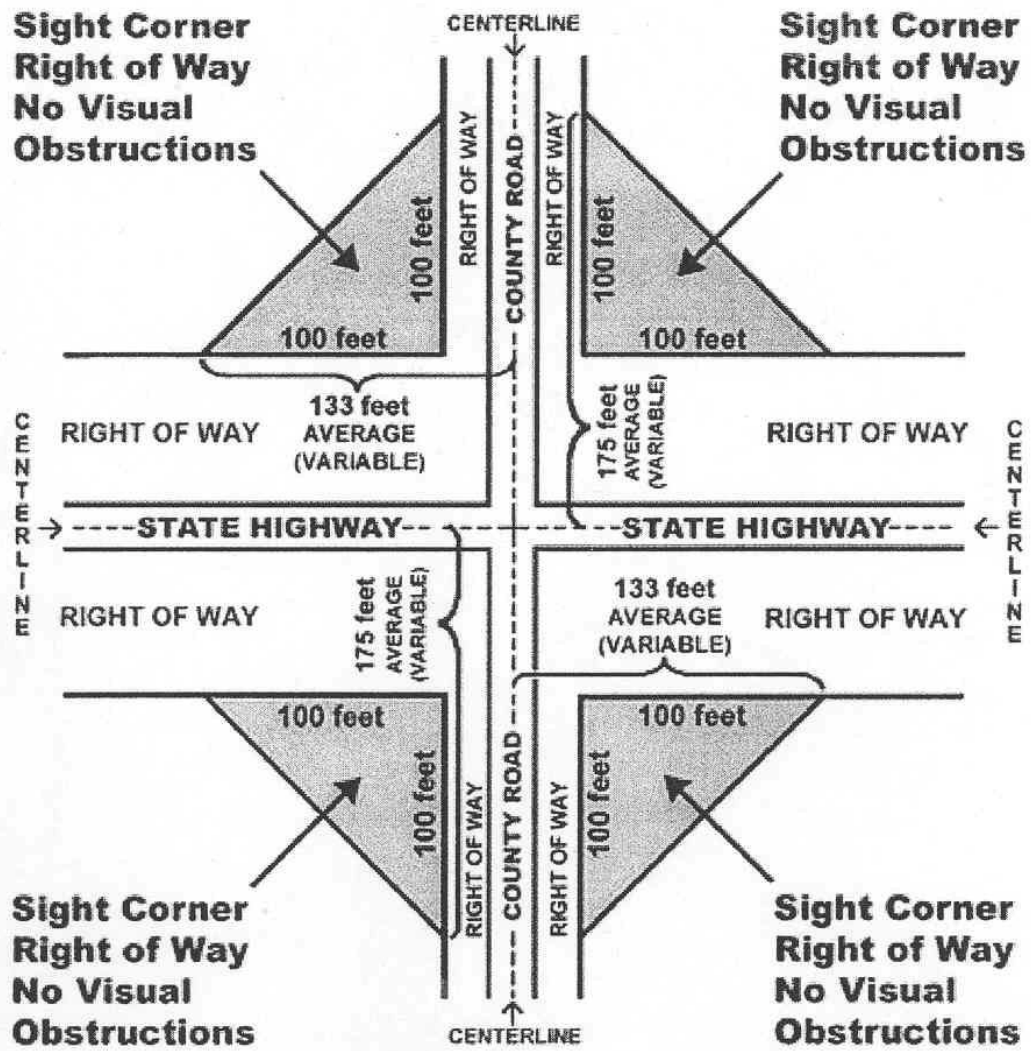 Sight Corner
Right of Way
No Visual
Obstructions
CENTERLINE
Sight Corner
Right of Way
No Visual
Obstructions
RIGHT OF WAY
COUNTY ROAD
RIGHT OF WAY
100 feet
100 feet
100 feet
100 feet
133 feet
AVERAGE
(VARIABLE)
175 feet
AVERAGE
(VARIABLE)
CENTERLINE
RIGHT OF WAY
RIGHT OF WAY
CENTERLINE
STATE HIGHWAY
STATE HIGHWAY
RIGHT OF WAY
175 feet
AVERAGE
(VARIABLE)
133 feet
AVERAGE
(VARIABLE)
RIGHT OF WAY
100 feet
100 feet
100 feet
100 feet
RIGHT OF WAY
COUNTY ROAD
RIGHT OF WAY
Sight Corner
Right of Way
No Visual
Obstructions
CENTERLINE
Sight Corner
Right of Way
No Visual
Obstructions